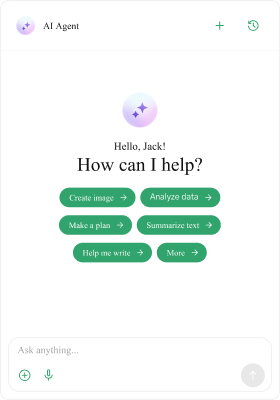 AI Agent
Hello, Jack!
How can I help?
Create image
Analyze data
Make a plan
Summarize text
Help me write
More
Ask anything...